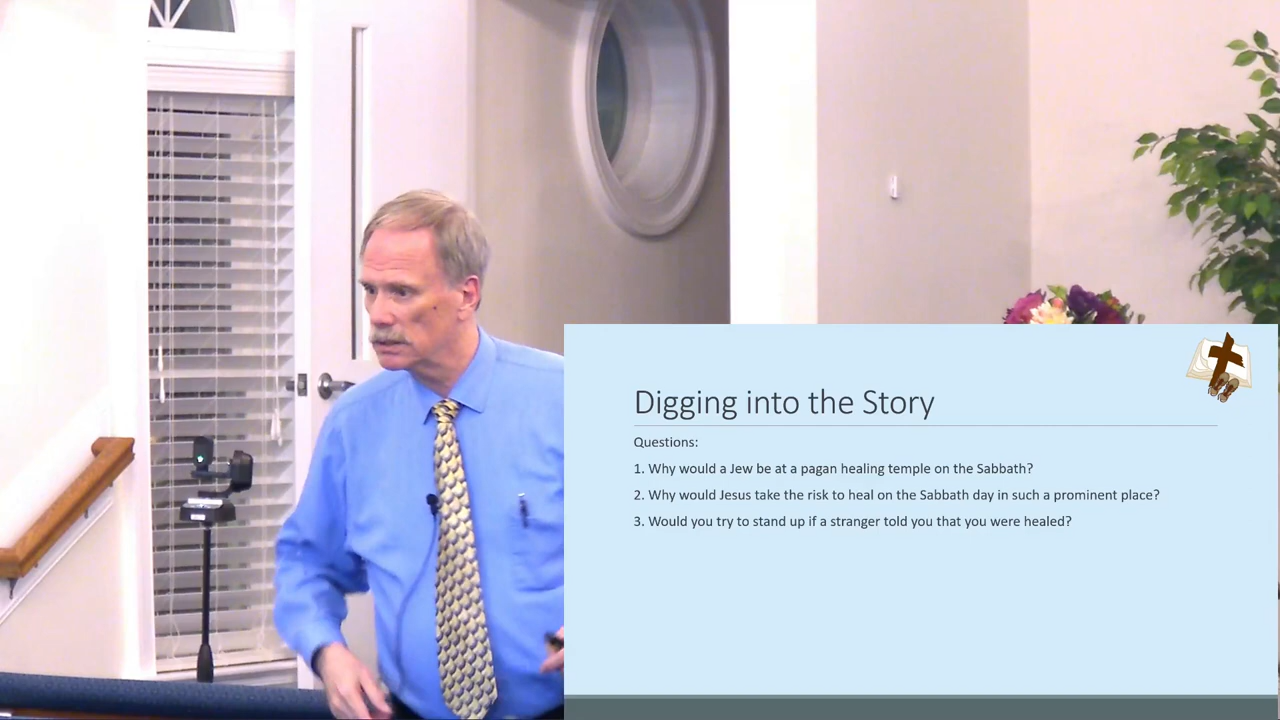 Digging into the Story
Questions:
1. Why would a Jew be at a pagan healing temple on the Sabbath?
2. Why would Jesus take the risk to heal on the Sabbath day in such a prominent place?
3. Would you try to stand up if a stranger told you that you were healed?